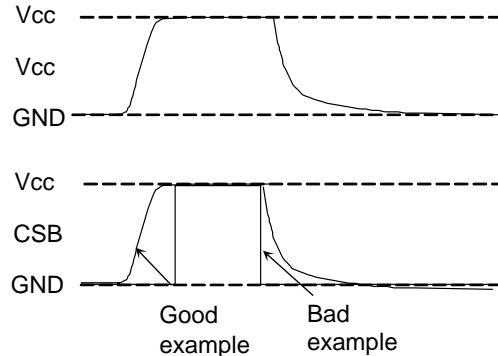 Vcc
Vcc
GND
Vcc
CSB
GND
Good
example
Bad
example